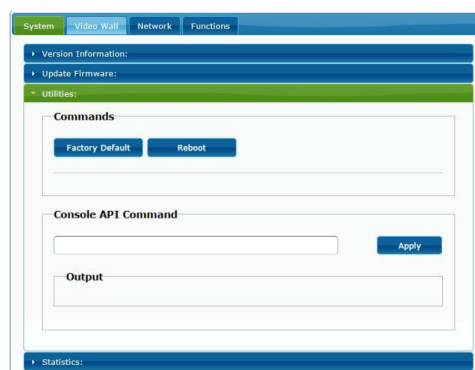 System Video Wall Network Functions
Version Information:
Update Firmware:
Utilities:
Commands
Factory Default Reboot
Console API Command
Apply
Output
Statistics: